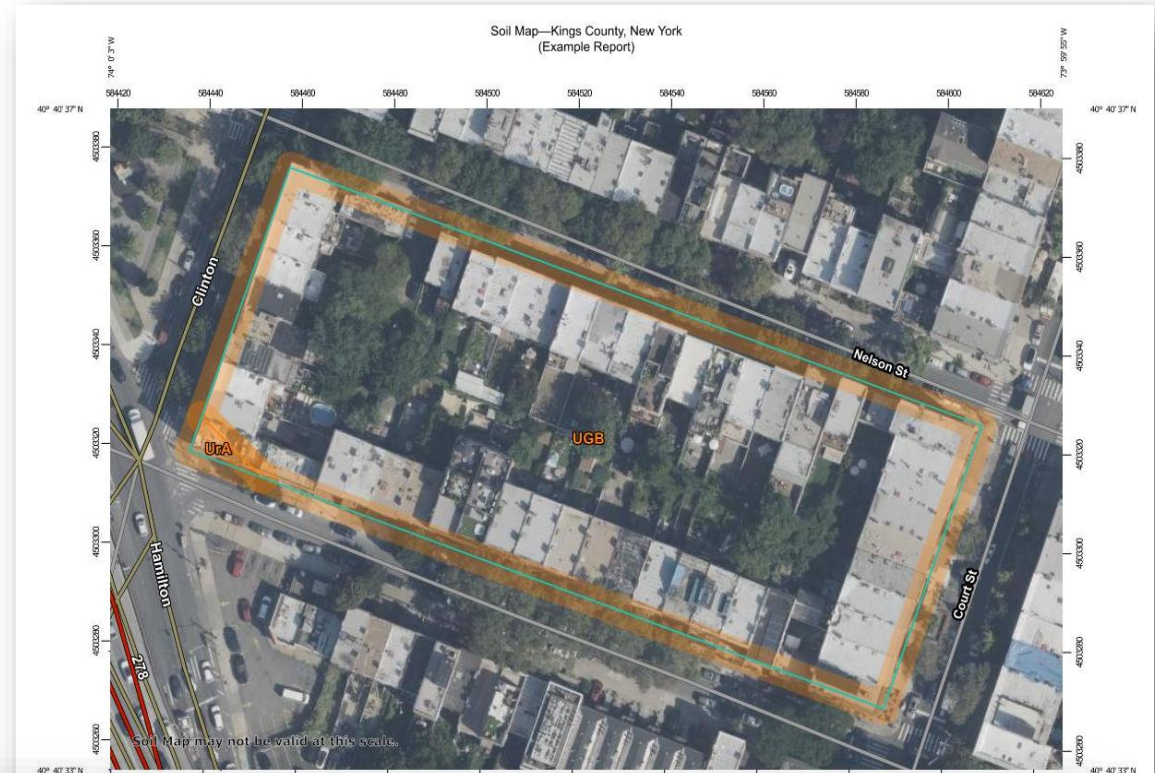 Soil Map—Kings County, New York
(Example Report)
74° 0' 3'' W
73° 59' 55'' W
584420 584440 584460 584480 584500 584520 584540 584560 584580 584600 584620
40° 40' 37'' N
40° 40' 37'' N
4503380
4503380
4503360
4503360
Clinton
4503340
4503340
Nelson St
4503320
UrA
UGB
4503320
4503300
4503300
Hamilton
Court St
4503280
4503280
278
4503260
4503260
Soil Map may not be valid at this scale.
40° 40' 33'' N
40° 40' 33'' N